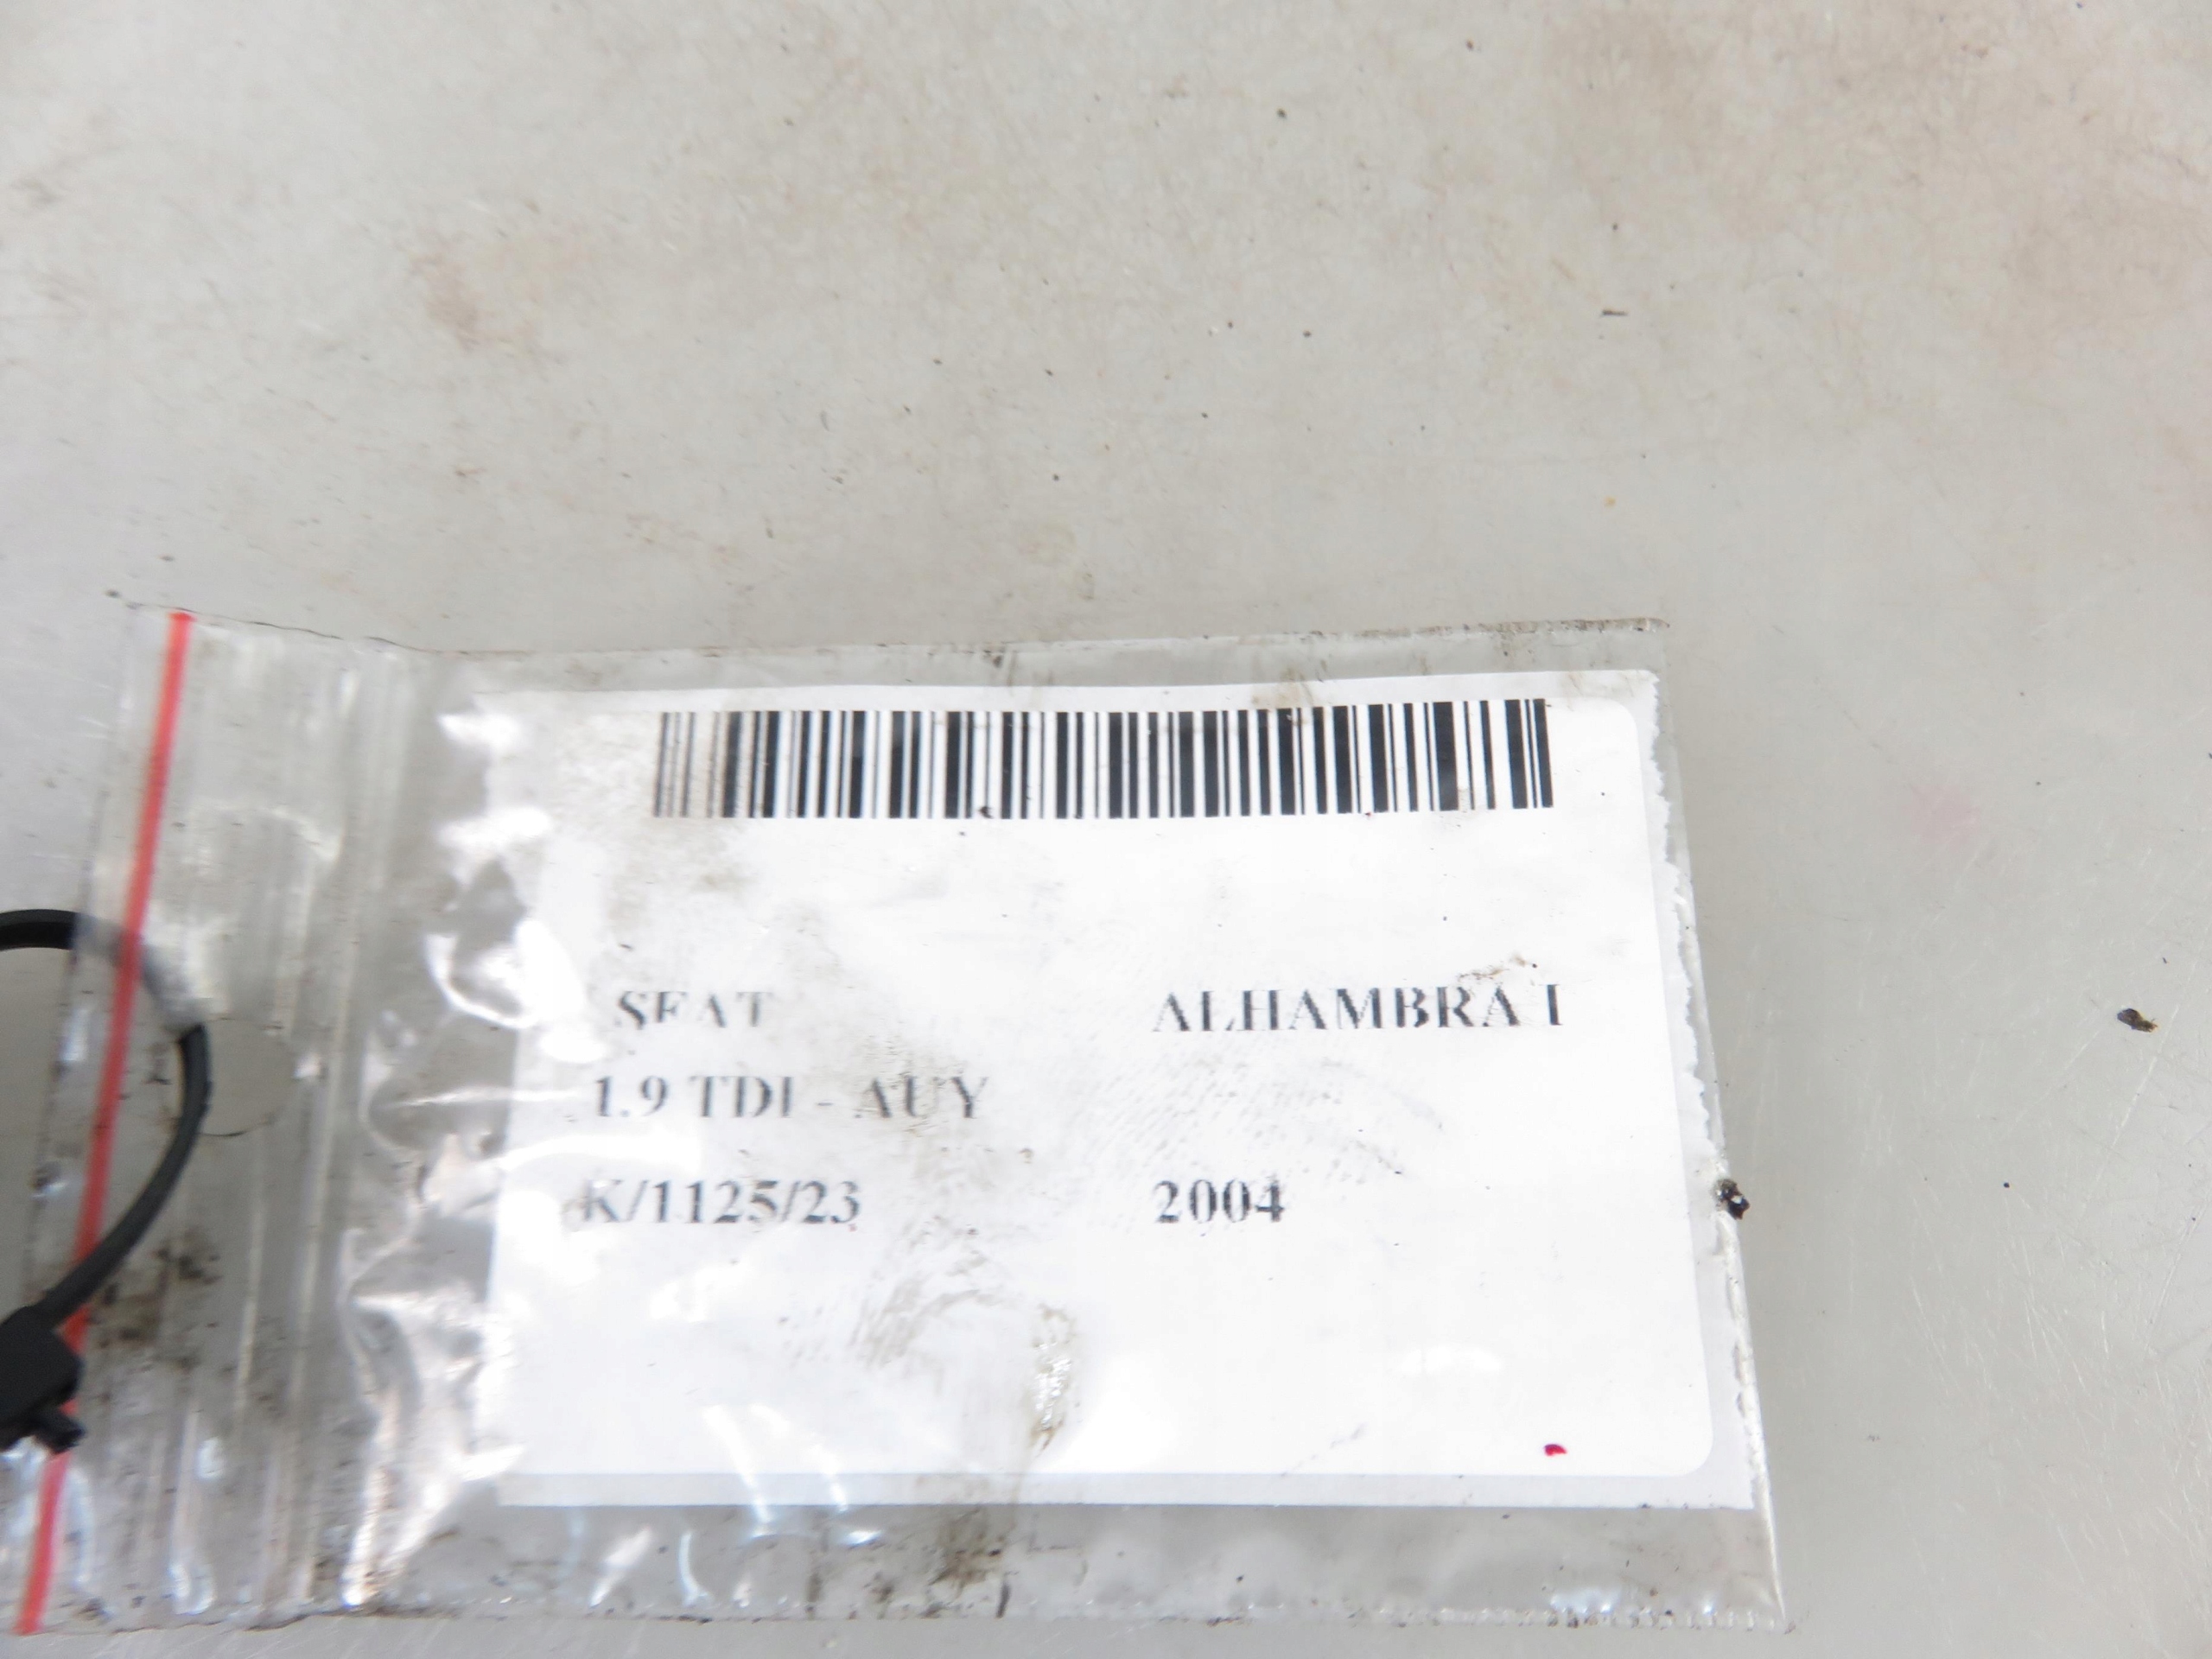 SEAT ALHAMBRA I
1.9 TDI - AUY
K/1125/23 2004